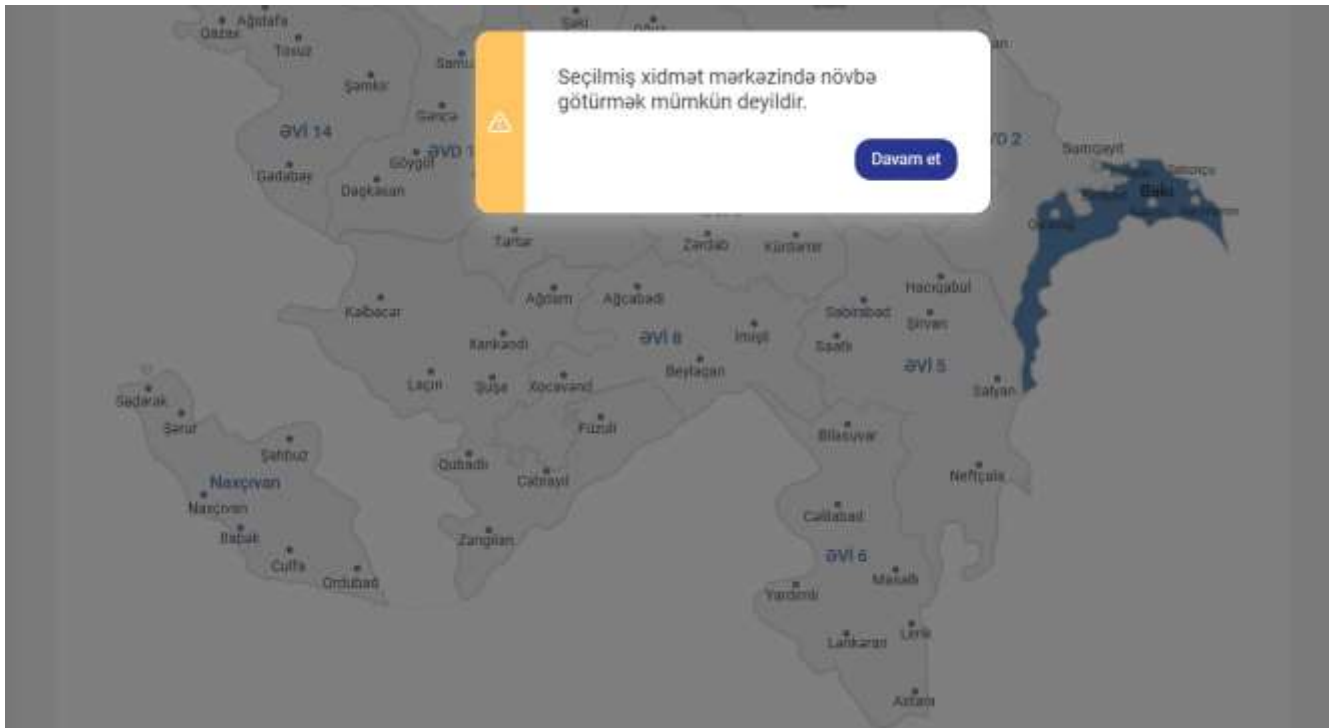 Ağstafa
Şəki
Qazax
Tovuz
Seçilmiş xidmət mərkəzində növbə
götürmək mümkün deyildir.
Davam et
Şəmkir
Gəncə
ƏVİ 14
Göygöl
Gədəbəy
Daşkəsən
Sumqayıt
Bakı
Tərtər
Zərdab
Kürdəmir
Hacıqabul
Ağdam
Ağcabədi
Kəlbəcər
Sabirabad
Şirvan
Xankəndi
ƏVİ 8
İmişli
Saatlı
Beyləqan
ƏVİ 5
Laçın
Şuşa
Xocavənd
Salyan
Sədərək
Şərur
Füzuli
Biləsuvar
Şahbuz
Qubadlı
Cəbrayıl
Neftçala
Naxçıvan
Naxçıvan
Babək
Cəlilabad
Zəngilan
Culfa
Ordubad
ƏVİ 6
Masallı
Yardımlı
Lənkəran
Lerik
Astara